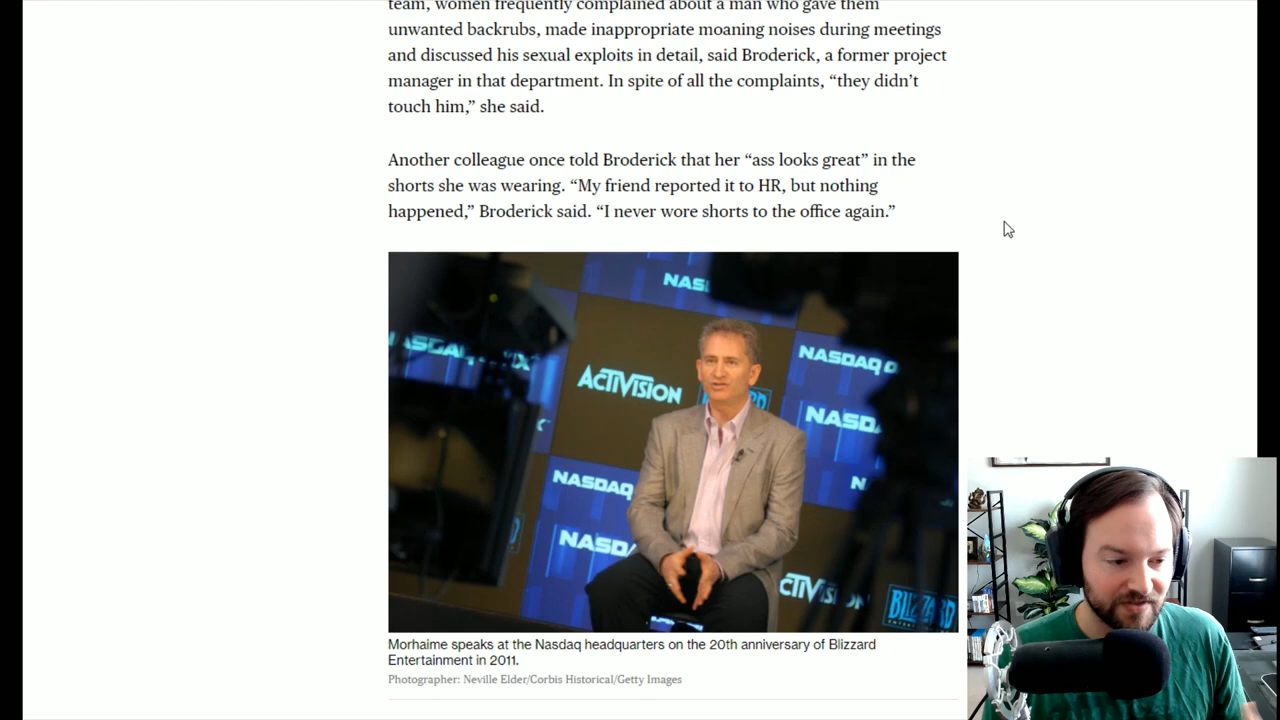 team, women frequently complained about a man who gave them
unwanted backrubs, made inappropriate moaning noises during meetings
and discussed his sexual exploits in detail, said Broderick, a former project
manager in that department. In spite of all the complaints, “they didn’t
touch him,” she said.
Another colleague once told Broderick that her “ass looks great” in the
shorts she was wearing. “My friend reported it to HR, but nothing
happened,” Broderick said. “I never wore shorts to the office again.”
NAS
NASDAQ
ACTIVISION
NASDA
N
NASDAQ
NASDA
CTIVISION
BLIZZARD
Morhaime speaks at the Nasdaq headquarters on the 20th anniversary of Blizzard
Entertainment in 2011.
Photographer: Neville Elder/Corbis Historical/Getty Images